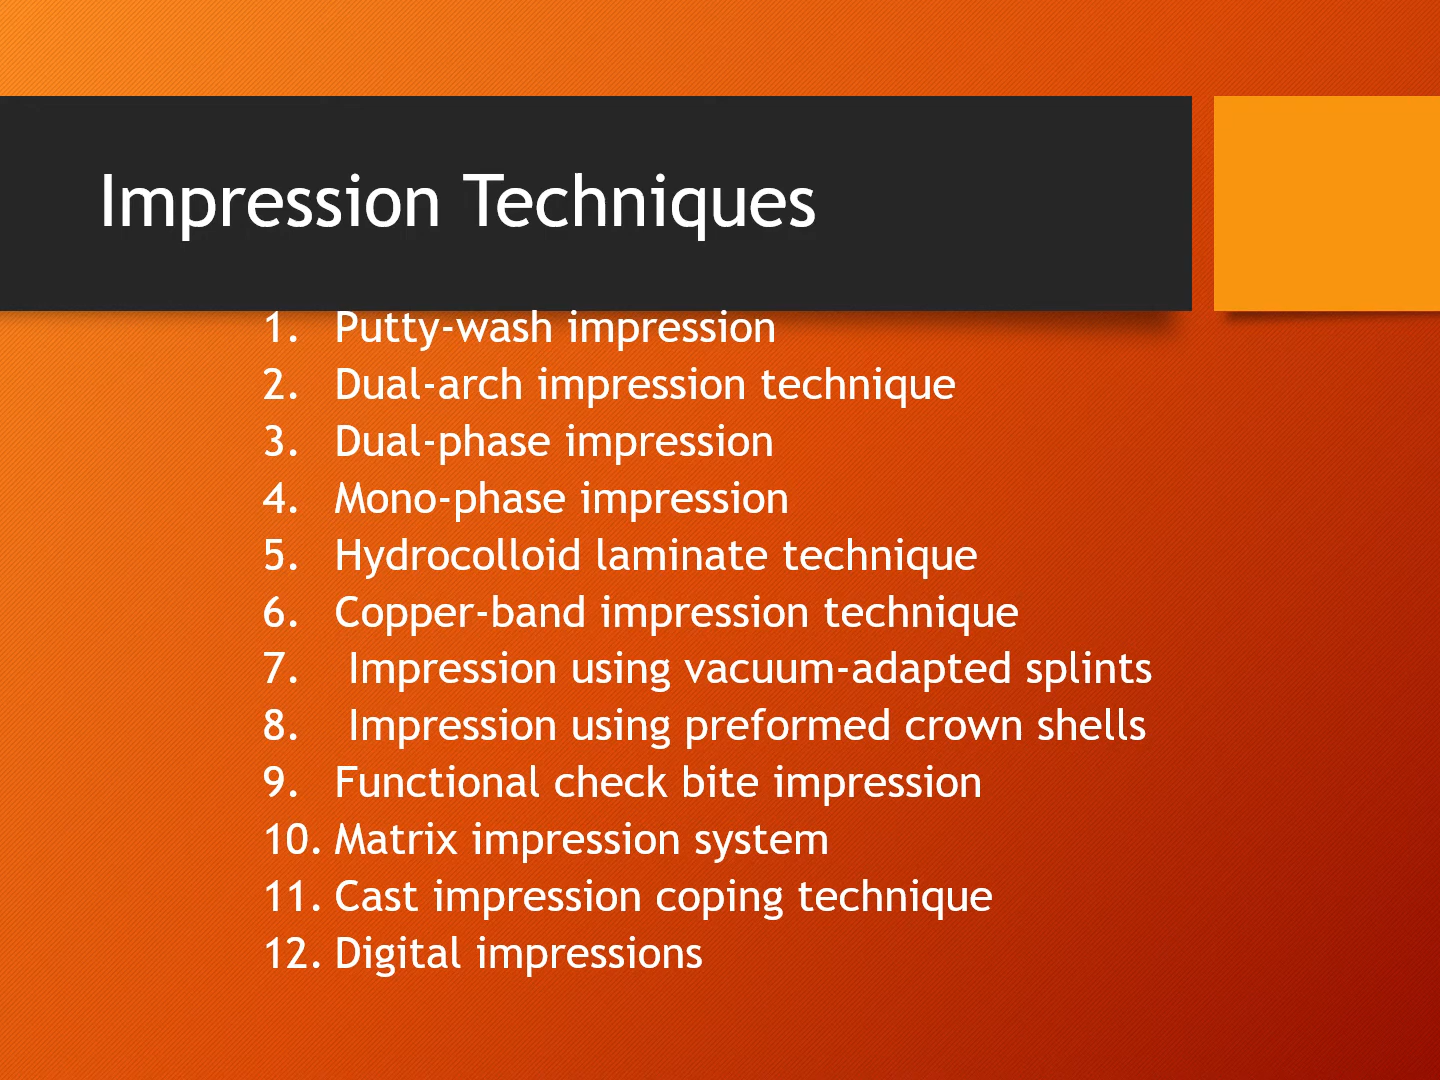 Impression Techniques
1. Putty-wash impression
2. Dual-arch impression technique
3. Dual-phase impression
4. Mono-phase impression
5. Hydrocolloid laminate technique
6. Copper-band impression technique
7. Impression using vacuum-adapted splints
8. Impression using preformed crown shells
9. Functional check bite impression
10. Matrix impression system
11. Cast impression coping technique
12. Digital impressions